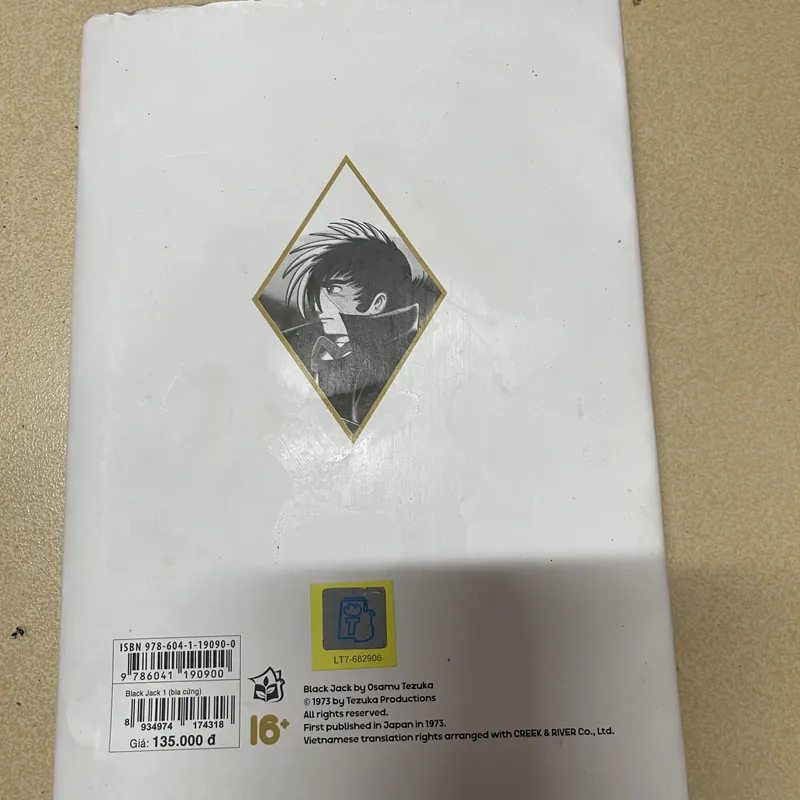 LT7-682906
ISBN 978-604-1-19090-0
9 786041 190900
Black Jack 1 (bìa cứng)
8 934974 174318
Giá: 135.000 đ
16+
Black Jack by Osamu Tezuka
© 1973 by Tezuka Productions
All rights reserved.
First published in Japan in 1973.
Vietnamese translation rights arranged with CREEK & RIVER Co., Ltd.